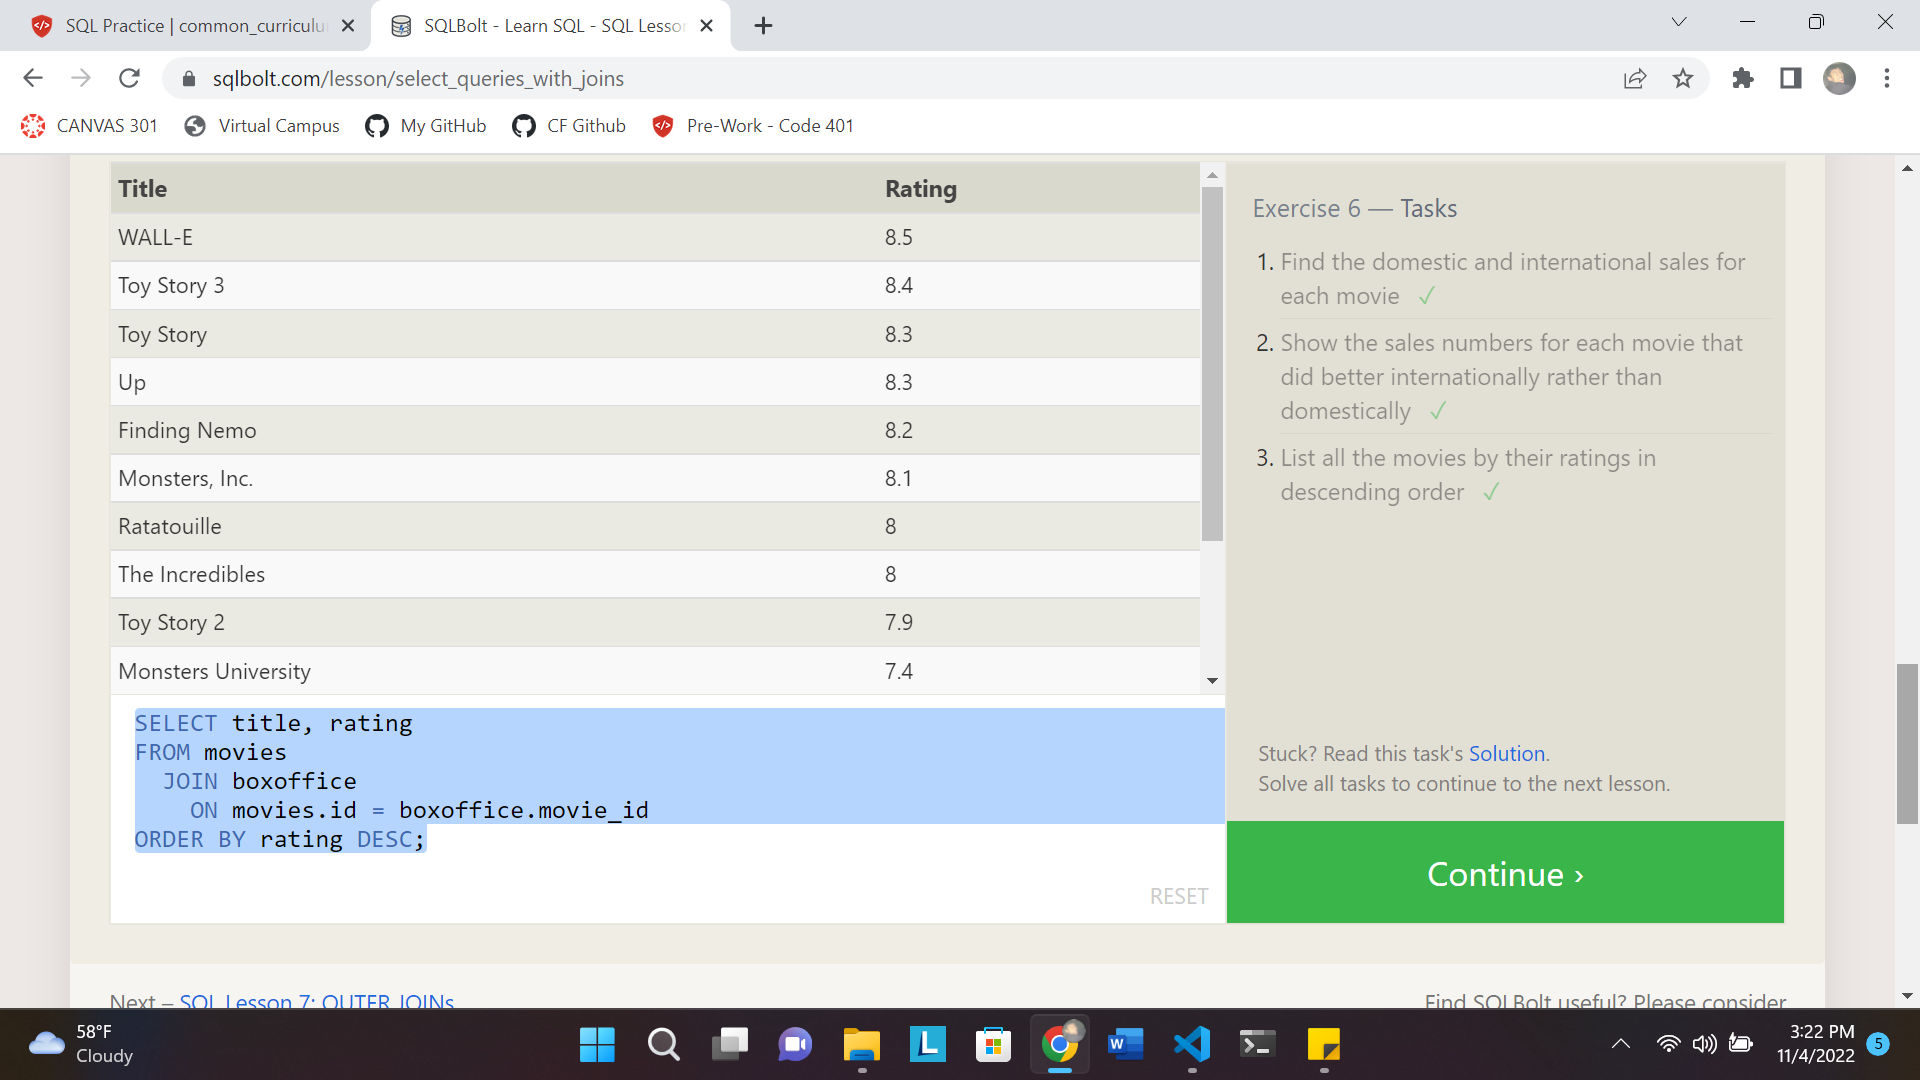 SQL Practice | common_curriculu
SQLBolt - Learn SQL - SQL Lesso
sqlbolt.com/lesson/select_queries_with_joins
CANVAS 301
Virtual Campus
My GitHub
CF Github
Pre-Work - Code 401
Title Rating
WALL-E 8.5
Toy Story 3 8.4
Toy Story 8.3
Up 8.3
Finding Nemo 8.2
Monsters, Inc. 8.1
Ratatouille 8
The Incredibles 8
Toy Story 2 7.9
Monsters University 7.4
SELECT title, rating
FROM movies
JOIN boxoffice
ON movies.id = boxoffice.movie_id
ORDER BY rating DESC;
RESET
Exercise 6 — Tasks
1. Find the domestic and international sales for
each movie ✓
2. Show the sales numbers for each movie that
did better internationally rather than
domestically ✓
3. List all the movies by their ratings in
descending order ✓
Stuck? Read this task's Solution.
Solve all tasks to continue to the next lesson.
Continue ›
Next – SQL Lesson 7: OUTER JOINs
Find SQLBolt useful? Please consider
58°F
Cloudy
L
W
3:22 PM
11/4/2022
5